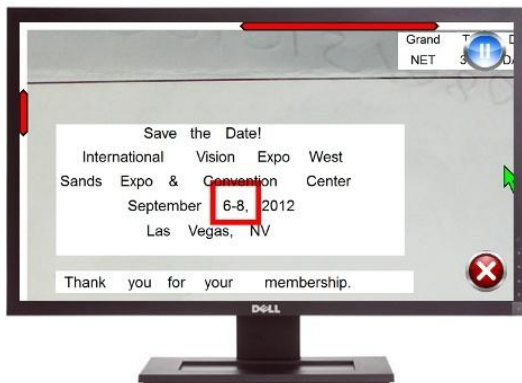 Grand
NET
Save the Date!
International Vision Expo West
Sands Expo & Convention Center
September 6-8, 2012
Las Vegas, NV
Thank you for your membership.
DELL